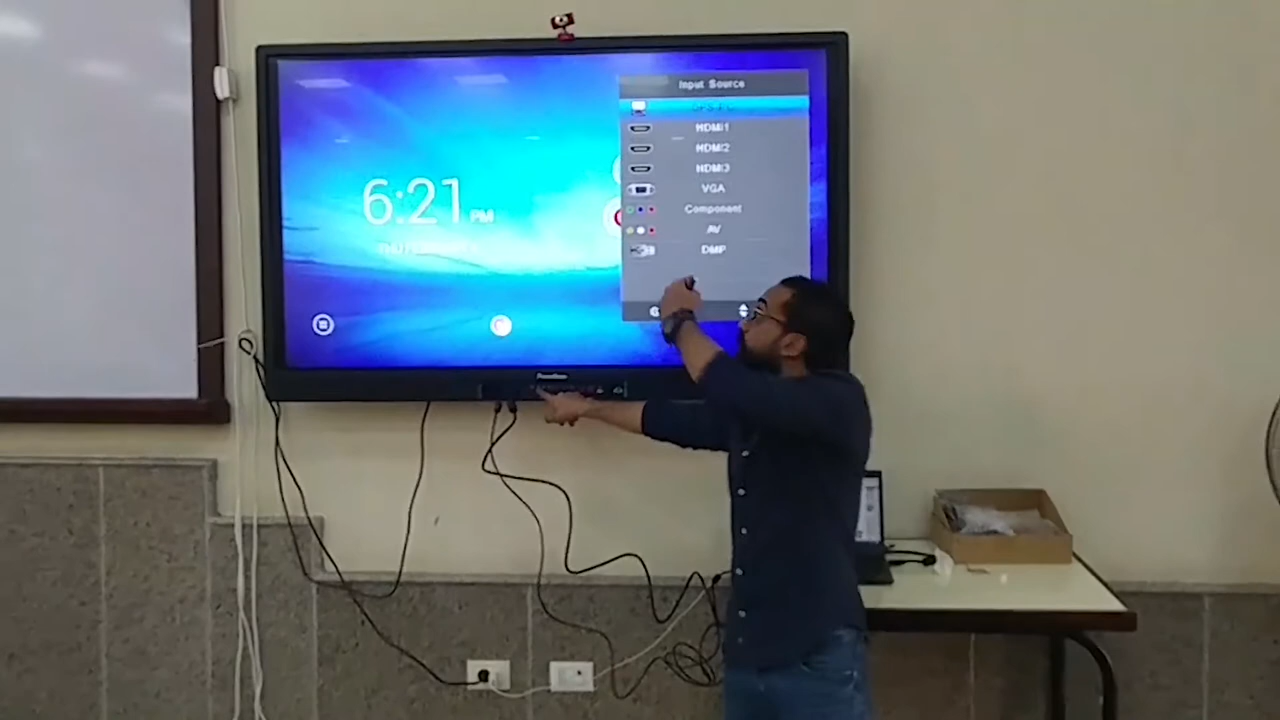 Input Source
HDMI1
HDMI2
HDMI3
VGA
Component
AV
DMP
6:21 PM